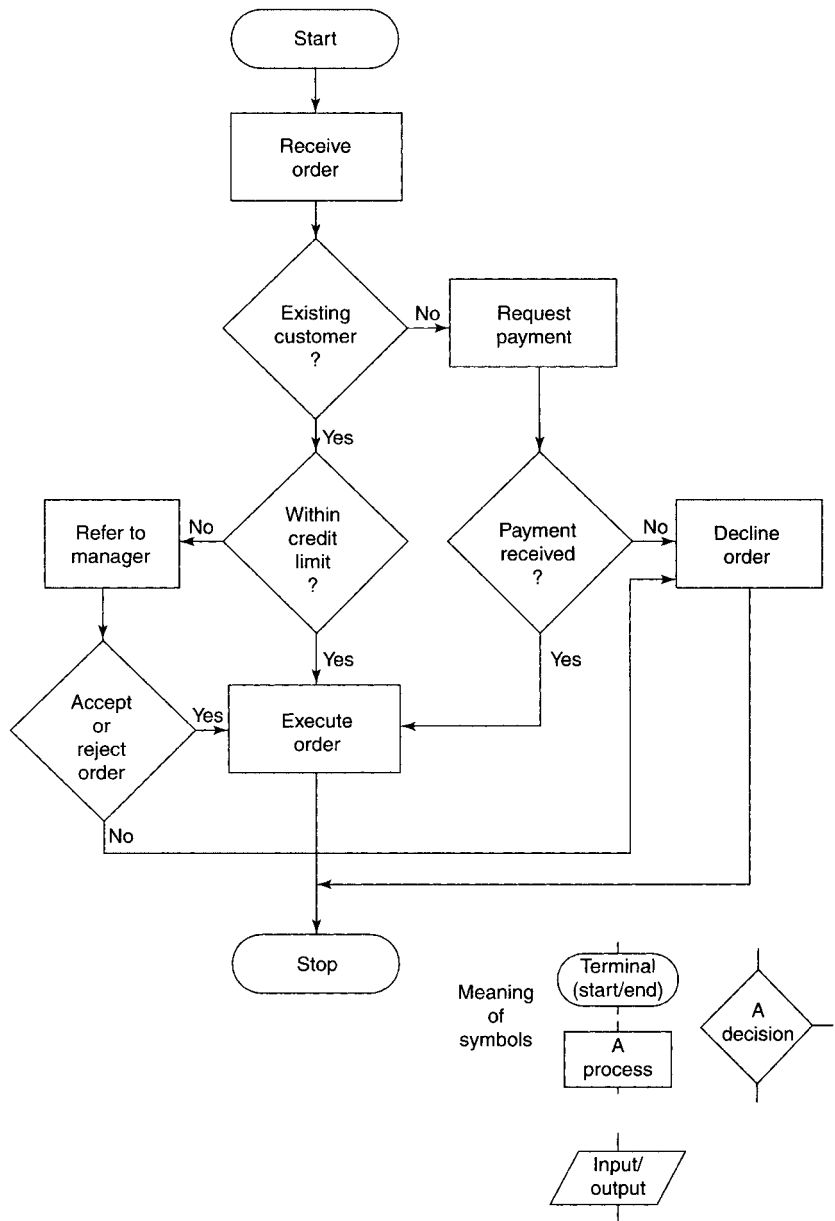 Start
Receive
order
Existing
customer
?
No
Request
payment
Yes
Refer to
manager
No
Within
credit
limit
?
Payment
received
?
No
Decline
order
Yes
Yes
Accept
or
reject
order
Yes
Execute
order
No
Stop
Meaning
of
symbols
Terminal
(start/end)
A
process
A
decision
Input/
output